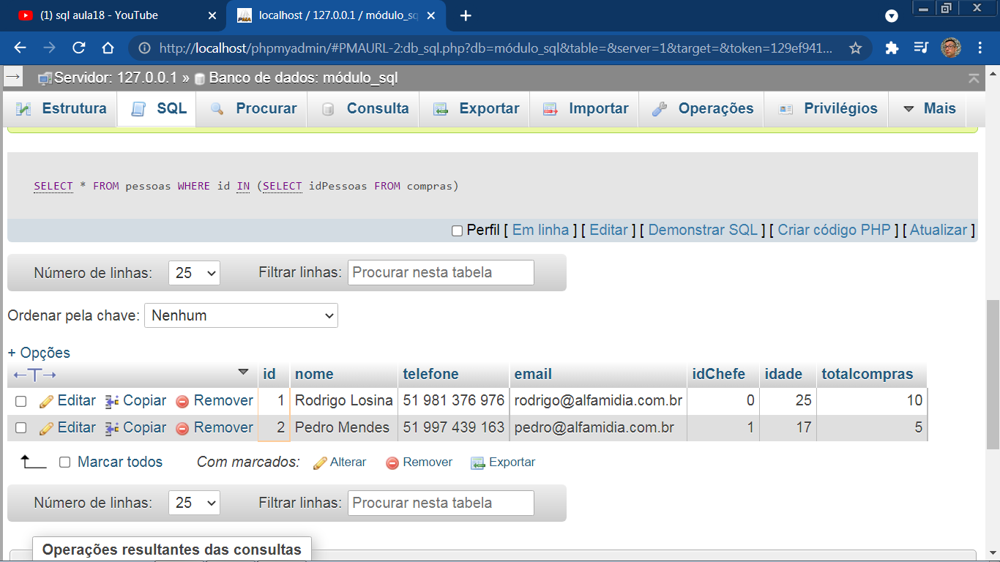 (1) sql aula18 - YouTube
localhost / 127.0.0.1 / módulo_sq
http://localhost/phpmyadmin/#PMAURL-2:db_sql.php?db=módulo_sql&table=&server=1&target=&token=129ef941...
Servidor: 127.0.0.1 » Banco de dados: módulo_sql
Estrutura SQL Procurar Consulta Exportar Importar Operações Privilégios Mais
SELECT * FROM pessoas WHERE id IN (SELECT idPessoas FROM compras)
Perfil [ Em linha ] [ Editar ] [ Demonstrar SQL ] [ Criar código PHP ] [ Atualizar ]
Número de linhas: 25 Filtrar linhas: Procurar nesta tabela
Ordenar pela chave: Nenhum
+ Opções
←T→ id nome telefone email idChefe idade totalcompras
Editar Copiar Remover 1 Rodrigo Losina 51 981 376 976 rodrigo@alfamidia.com.br 0 25 10
Editar Copiar Remover 2 Pedro Mendes 51 997 439 163 pedro@alfamidia.com.br 1 17 5
Marcar todos Com marcados: Alterar Remover Exportar
Número de linhas: 25 Filtrar linhas: Procurar nesta tabela
Operações resultantes das consultas